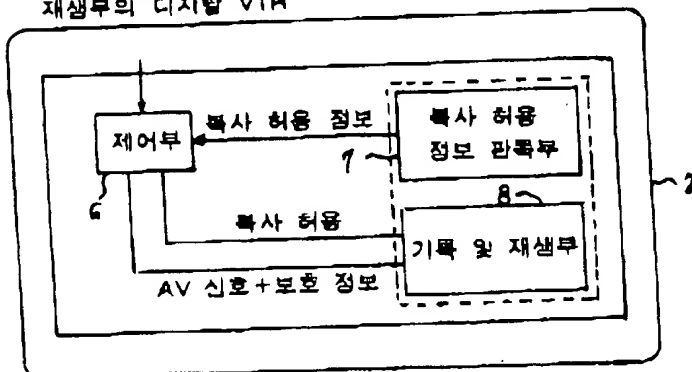 재생부의 디지탈 VTR
복사 허용 정보
복사 허용
제어부
정보 판독부
7
6
8
2
복사 허용
기록 및 재생부
AV 신호+보호 정보